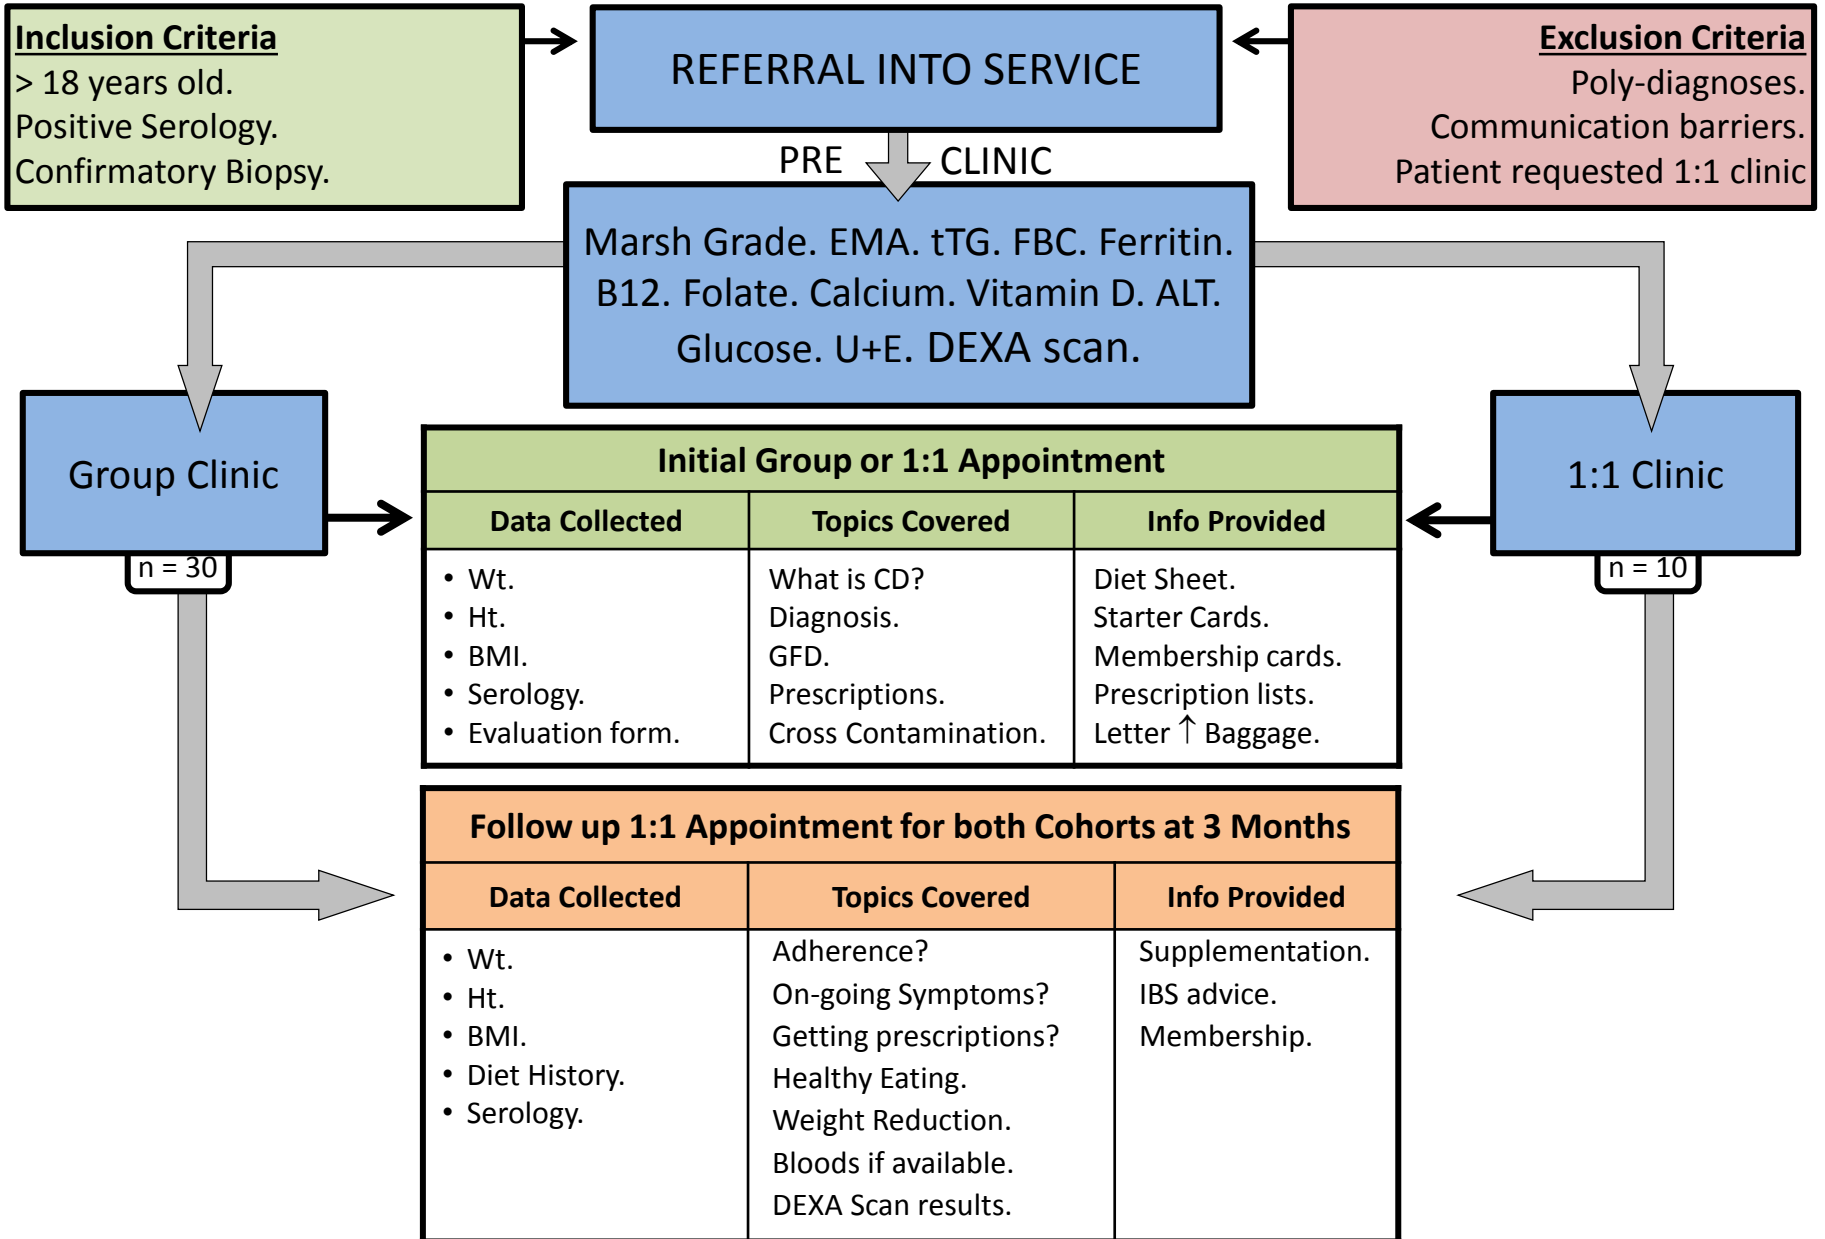 Inclusion Criteria
> 18 years old.
Positive Serology.
Confirmatory Biopsy.
REFERRAL INTO SERVICE
Exclusion Criteria
Poly-diagnoses.
Communication barriers.
Patient requested 1:1 clinic
PRE CLINIC
Marsh Grade. EMA. tTG. FBC. Ferritin.
B12. Folate. Calcium. Vitamin D. ALT.
Glucose. U+E. DEXA scan.
Group Clinic
n = 30
1:1 Clinic
n = 10
Initial Group or 1:1 Appointment
Data Collected
• Wt.
• Ht.
• BMI.
• Serology.
• Evaluation form.
Topics Covered
What is CD?
Diagnosis.
GFD.
Prescriptions.
Cross Contamination.
Info Provided
Diet Sheet.
Starter Cards.
Membership cards.
Prescription lists.
Letter ↑ Baggage.
Follow up 1:1 Appointment for both Cohorts at 3 Months
Data Collected
• Wt.
• Ht.
• BMI.
• Diet History.
• Serology.
Topics Covered
Adherence?
On-going Symptoms?
Getting prescriptions?
Healthy Eating.
Weight Reduction.
Bloods if available.
DEXA Scan results.
Info Provided
Supplementation.
IBS advice.
Membership.